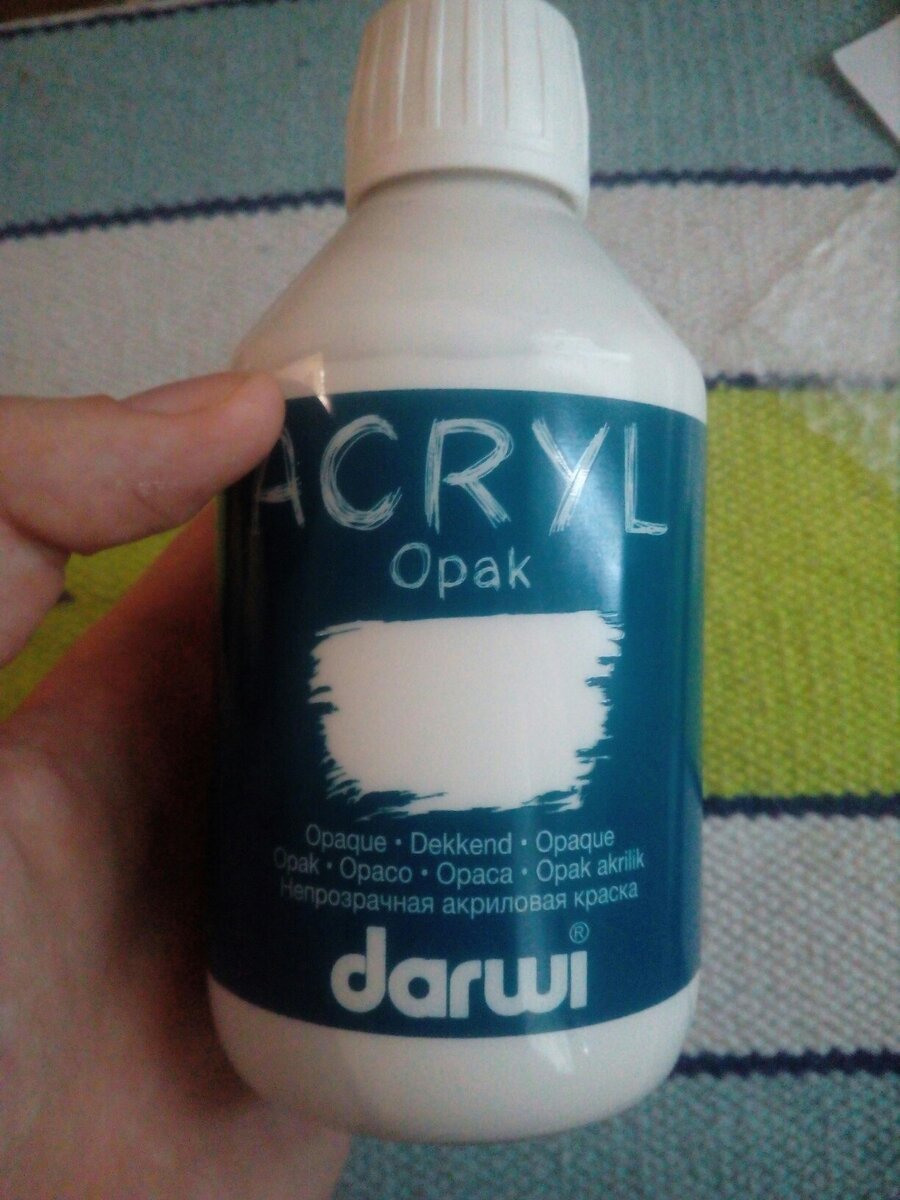 ACRYL
Opak
Opaque · Dekkend · Opaque
Opak · Opaco · Opaca · Opak akrilik
Непрозрачная акриловая краска
darwi®